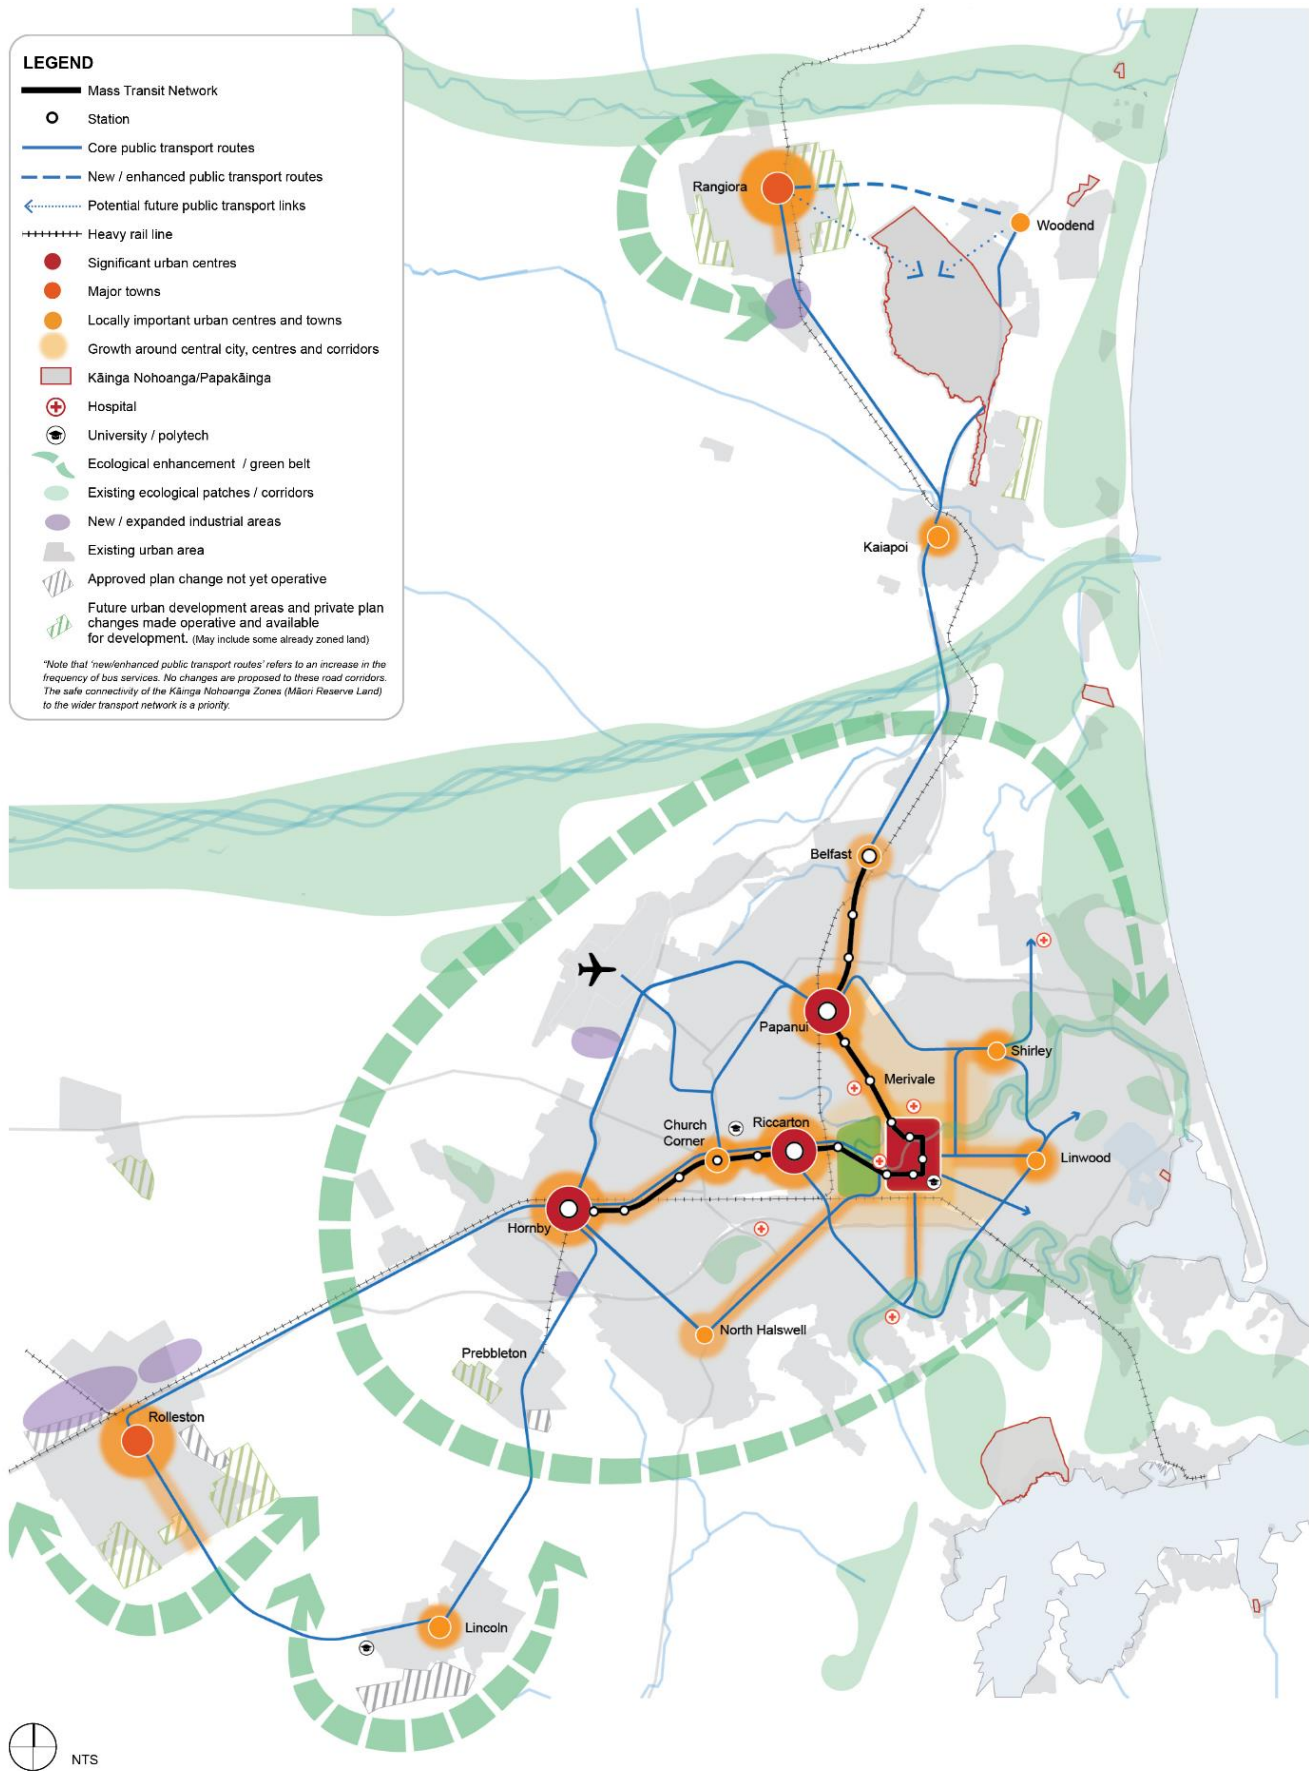 LEGEND
Mass Transit Network
Station
Core public transport routes
New / enhanced public transport routes
Potential future public transport links
Heavy rail line
Significant urban centres
Major towns
Locally important urban centres and towns
Growth around central city, centres and corridors
Kāinga Nohoanga/Papakāinga
Hospital
University / polytech
Ecological enhancement / green belt
Existing ecological patches / corridors
New / expanded industrial areas
Existing urban area
Approved plan change not yet operative
Future urban development areas and private plan
changes made operative and available
for development. (May include some already zoned land)
"Note that 'new/enhanced public transport routes' refers to an increase in the
frequency of bus services. No changes are proposed to these road corridors.
The safe connectivity of the Kāinga Nohoanga Zones (Māori Reserve Land)
to the wider transport network is a priority.
Rangiora
Woodend
Kaiapoi
Belfast
Papanui
Shirley
Merivale
Church
Corner
Riccarton
Linwood
Hornby
North Halswell
Prebbleton
Rolleston
Lincoln
NTS